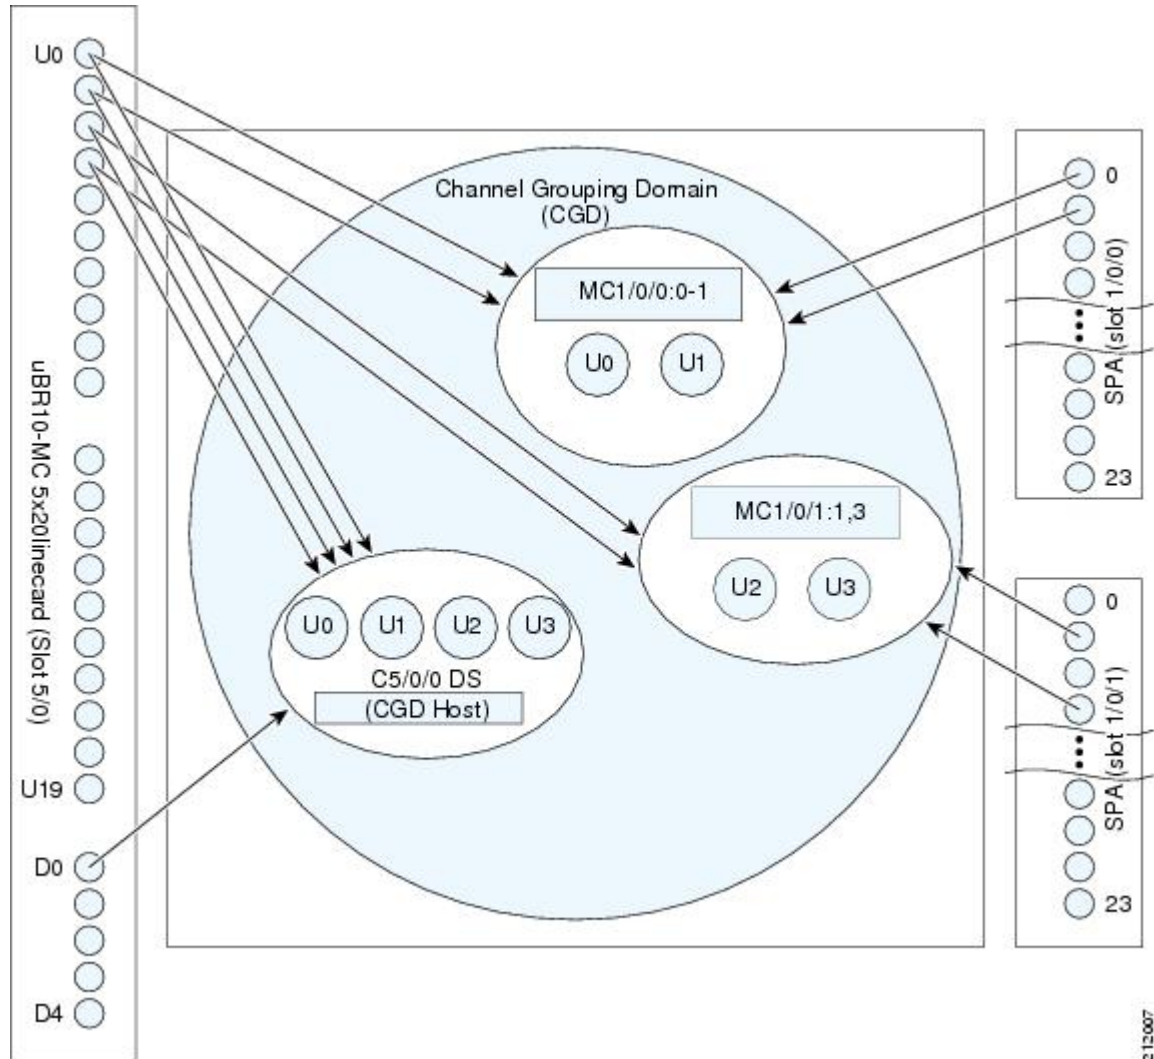 U0
uBR10-MC 5x20linecard (Slot 5/0)
U19
D0
D4
Channel Grouping Domain
(CGD)
MC1/0/0:0-1
U0 U1
MC1/0/1:1,3
U2 U3
U0 U1 U2 U3
C5/0/0 DS
(CGD Host)
0
SPA (slot 1/0/0)
23
0
SPA (slot 1/0/1)
23
212007